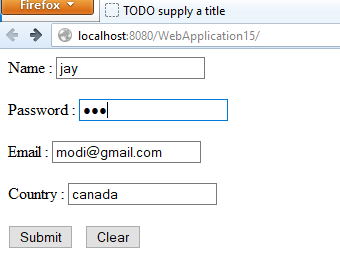 Firefox
TODO supply a title
localhost:8080/WebApplication15/
Name : jay
Password : ●●●
Email : modi@gmail.com
Country : canada
Submit Clear